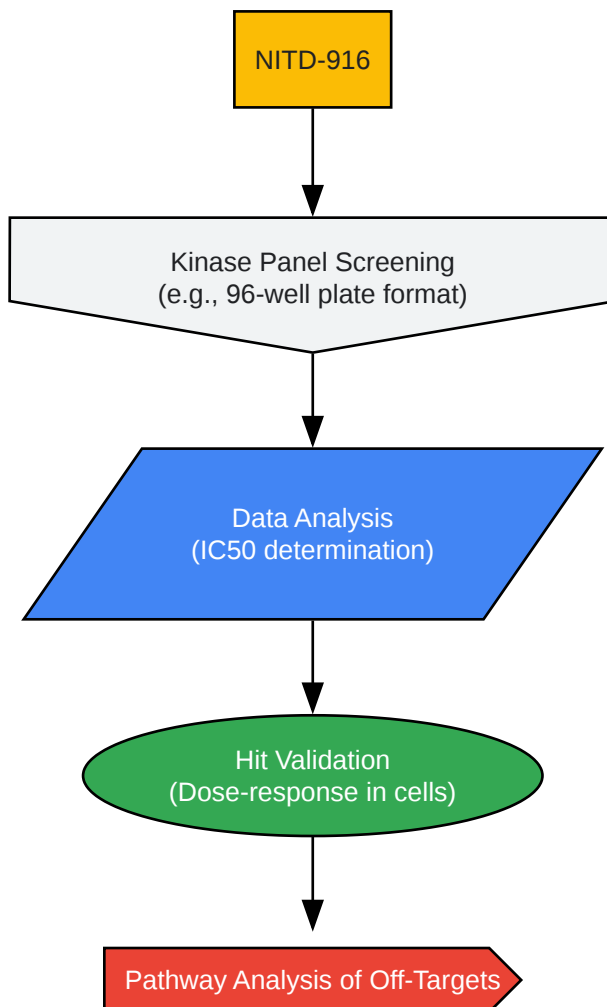 NITD-916
Kinase Panel Screening
(e.g., 96-well plate format)
Data Analysis
(IC50 determination)
Hit Validation
(Dose-response in cells)
Pathway Analysis of Off-Targets